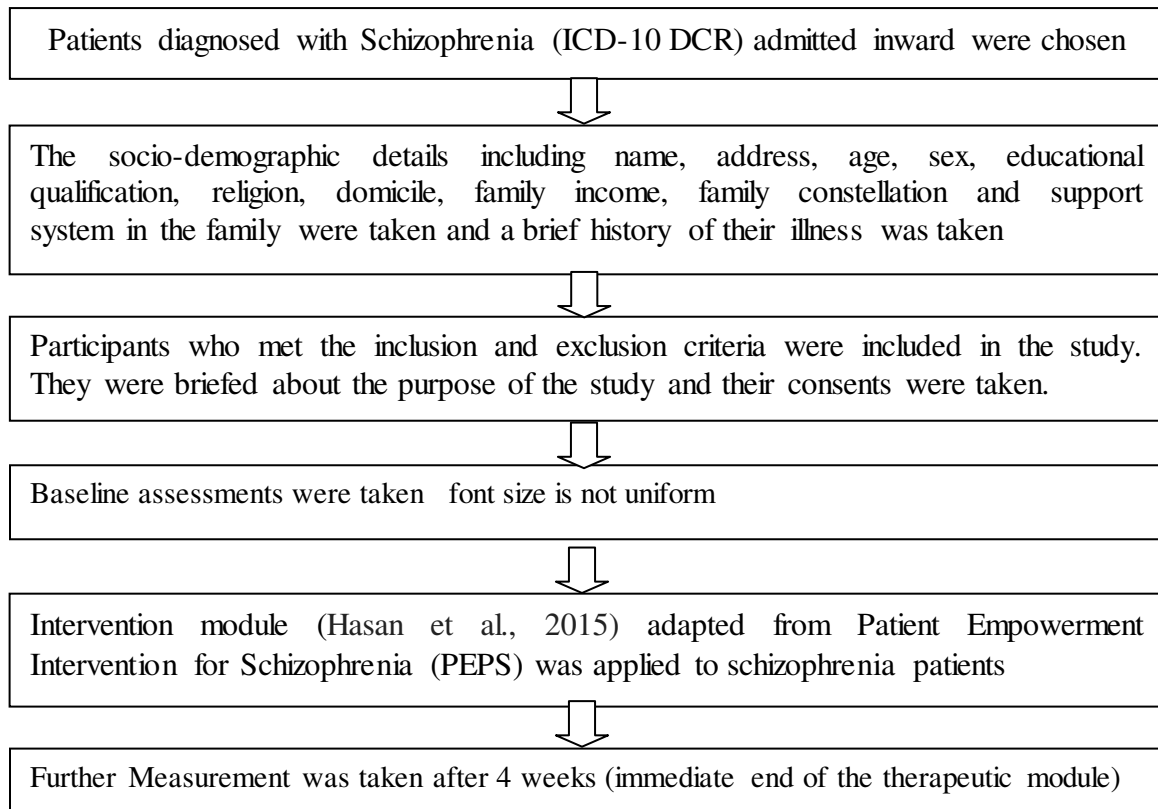 Patients diagnosed with Schizophrenia (ICD-10 DCR) admitted inward were chosen
The socio-demographic details including name, address, age, sex, educational
qualification, religion, domicile, family income, family constellation and support
system in the family were taken and a brief history of their illness was taken
Participants who met the inclusion and exclusion criteria were included in the study.
They were briefed about the purpose of the study and their consents were taken.
Baseline assessments were taken font size is not uniform
Intervention module (Hasan et al., 2015) adapted from Patient Empowerment
Intervention for Schizophrenia (PEPS) was applied to schizophrenia patients
Further Measurement was taken after 4 weeks (immediate end of the therapeutic module)